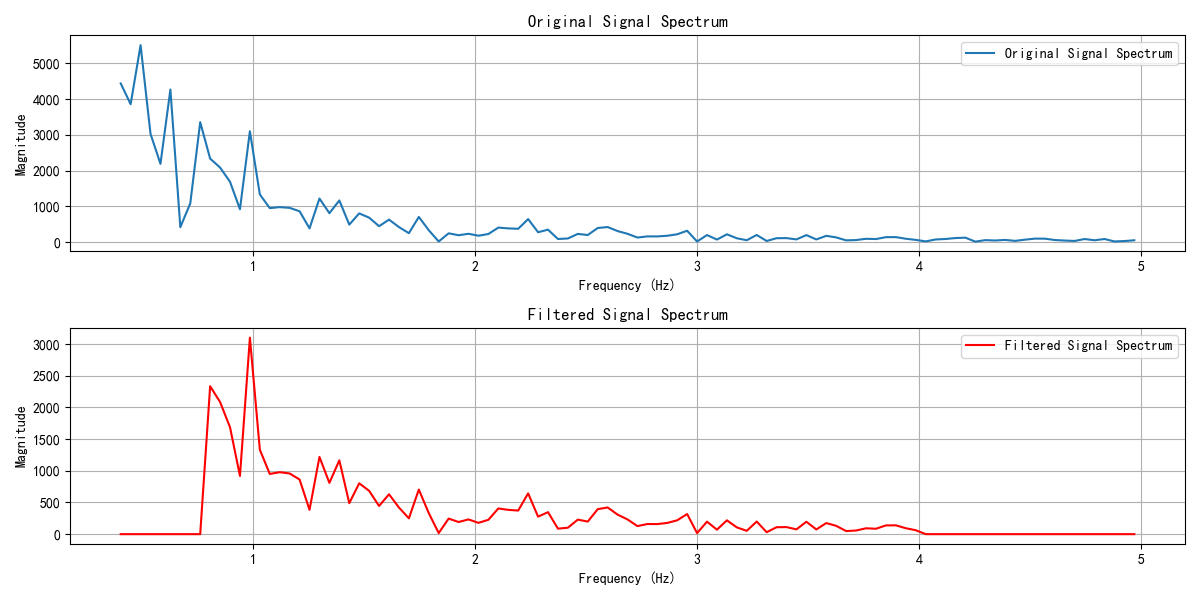 Original Signal Spectrum
Original Signal Spectrum
Magnitude
5000
4000
3000
2000
1000
0
1
2
3
4
5
Frequency (Hz)
Filtered Signal Spectrum
Filtered Signal Spectrum
Magnitude
3000
2500
2000
1500
1000
500
0
1
2
3
4
5
Frequency (Hz)